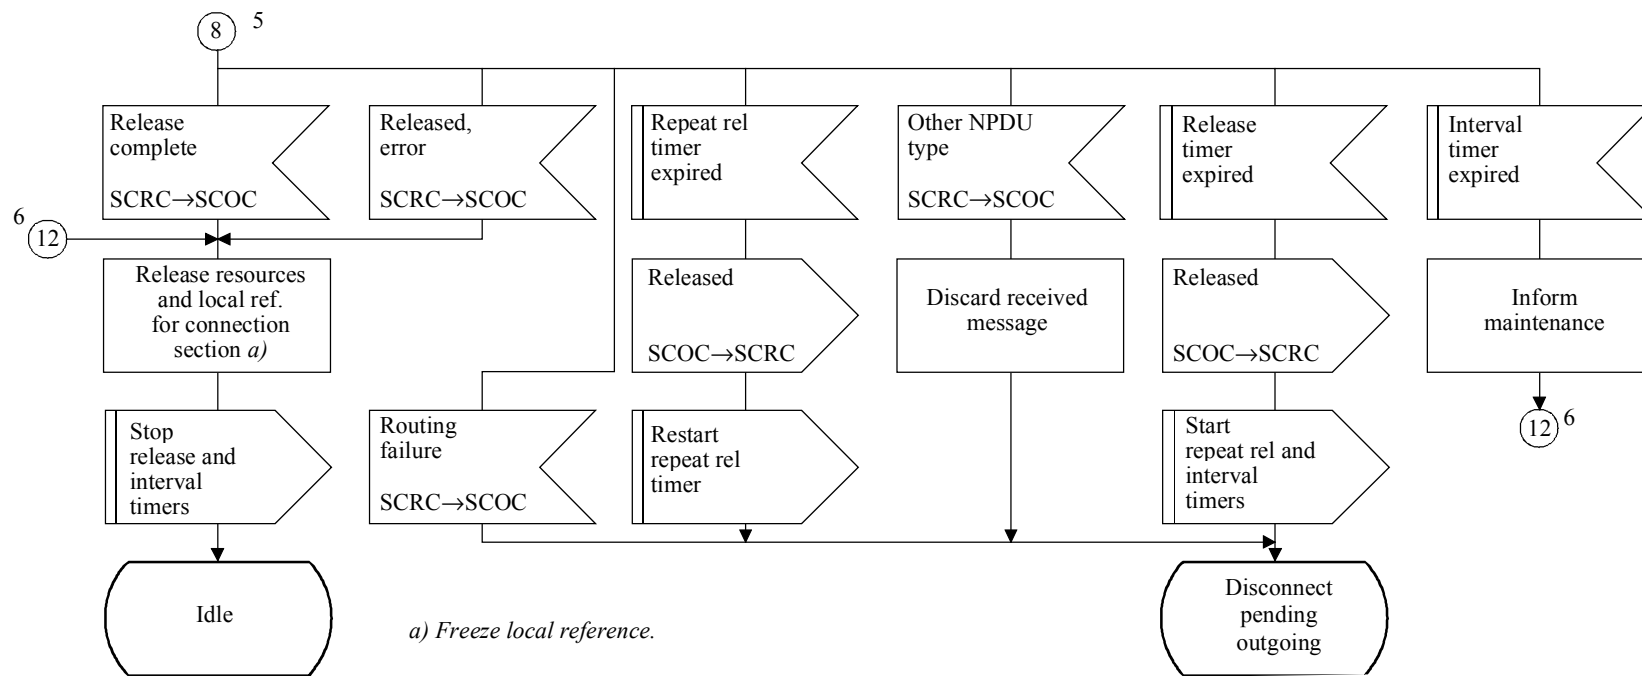 8
5
Release
complete
SCRC→SCOC
Released,
error
SCRC→SCOC
Repeat rel
timer
expired
Other NPDU
type
SCRC→SCOC
Release
timer
expired
Interval
timer
expired
6
12
Release resources
and local ref.
for connection
section a)
Released
SCOC→SCRC
Discard received
message
Released
SCOC→SCRC
Inform
maintenance
Stop
release and
interval
timers
Routing
failure
SCRC→SCOC
Restart
repeat rel
timer
Start
repeat rel and
interval
timers
12
6
Idle
a) Freeze local reference.
Disconnect
pending
outgoing